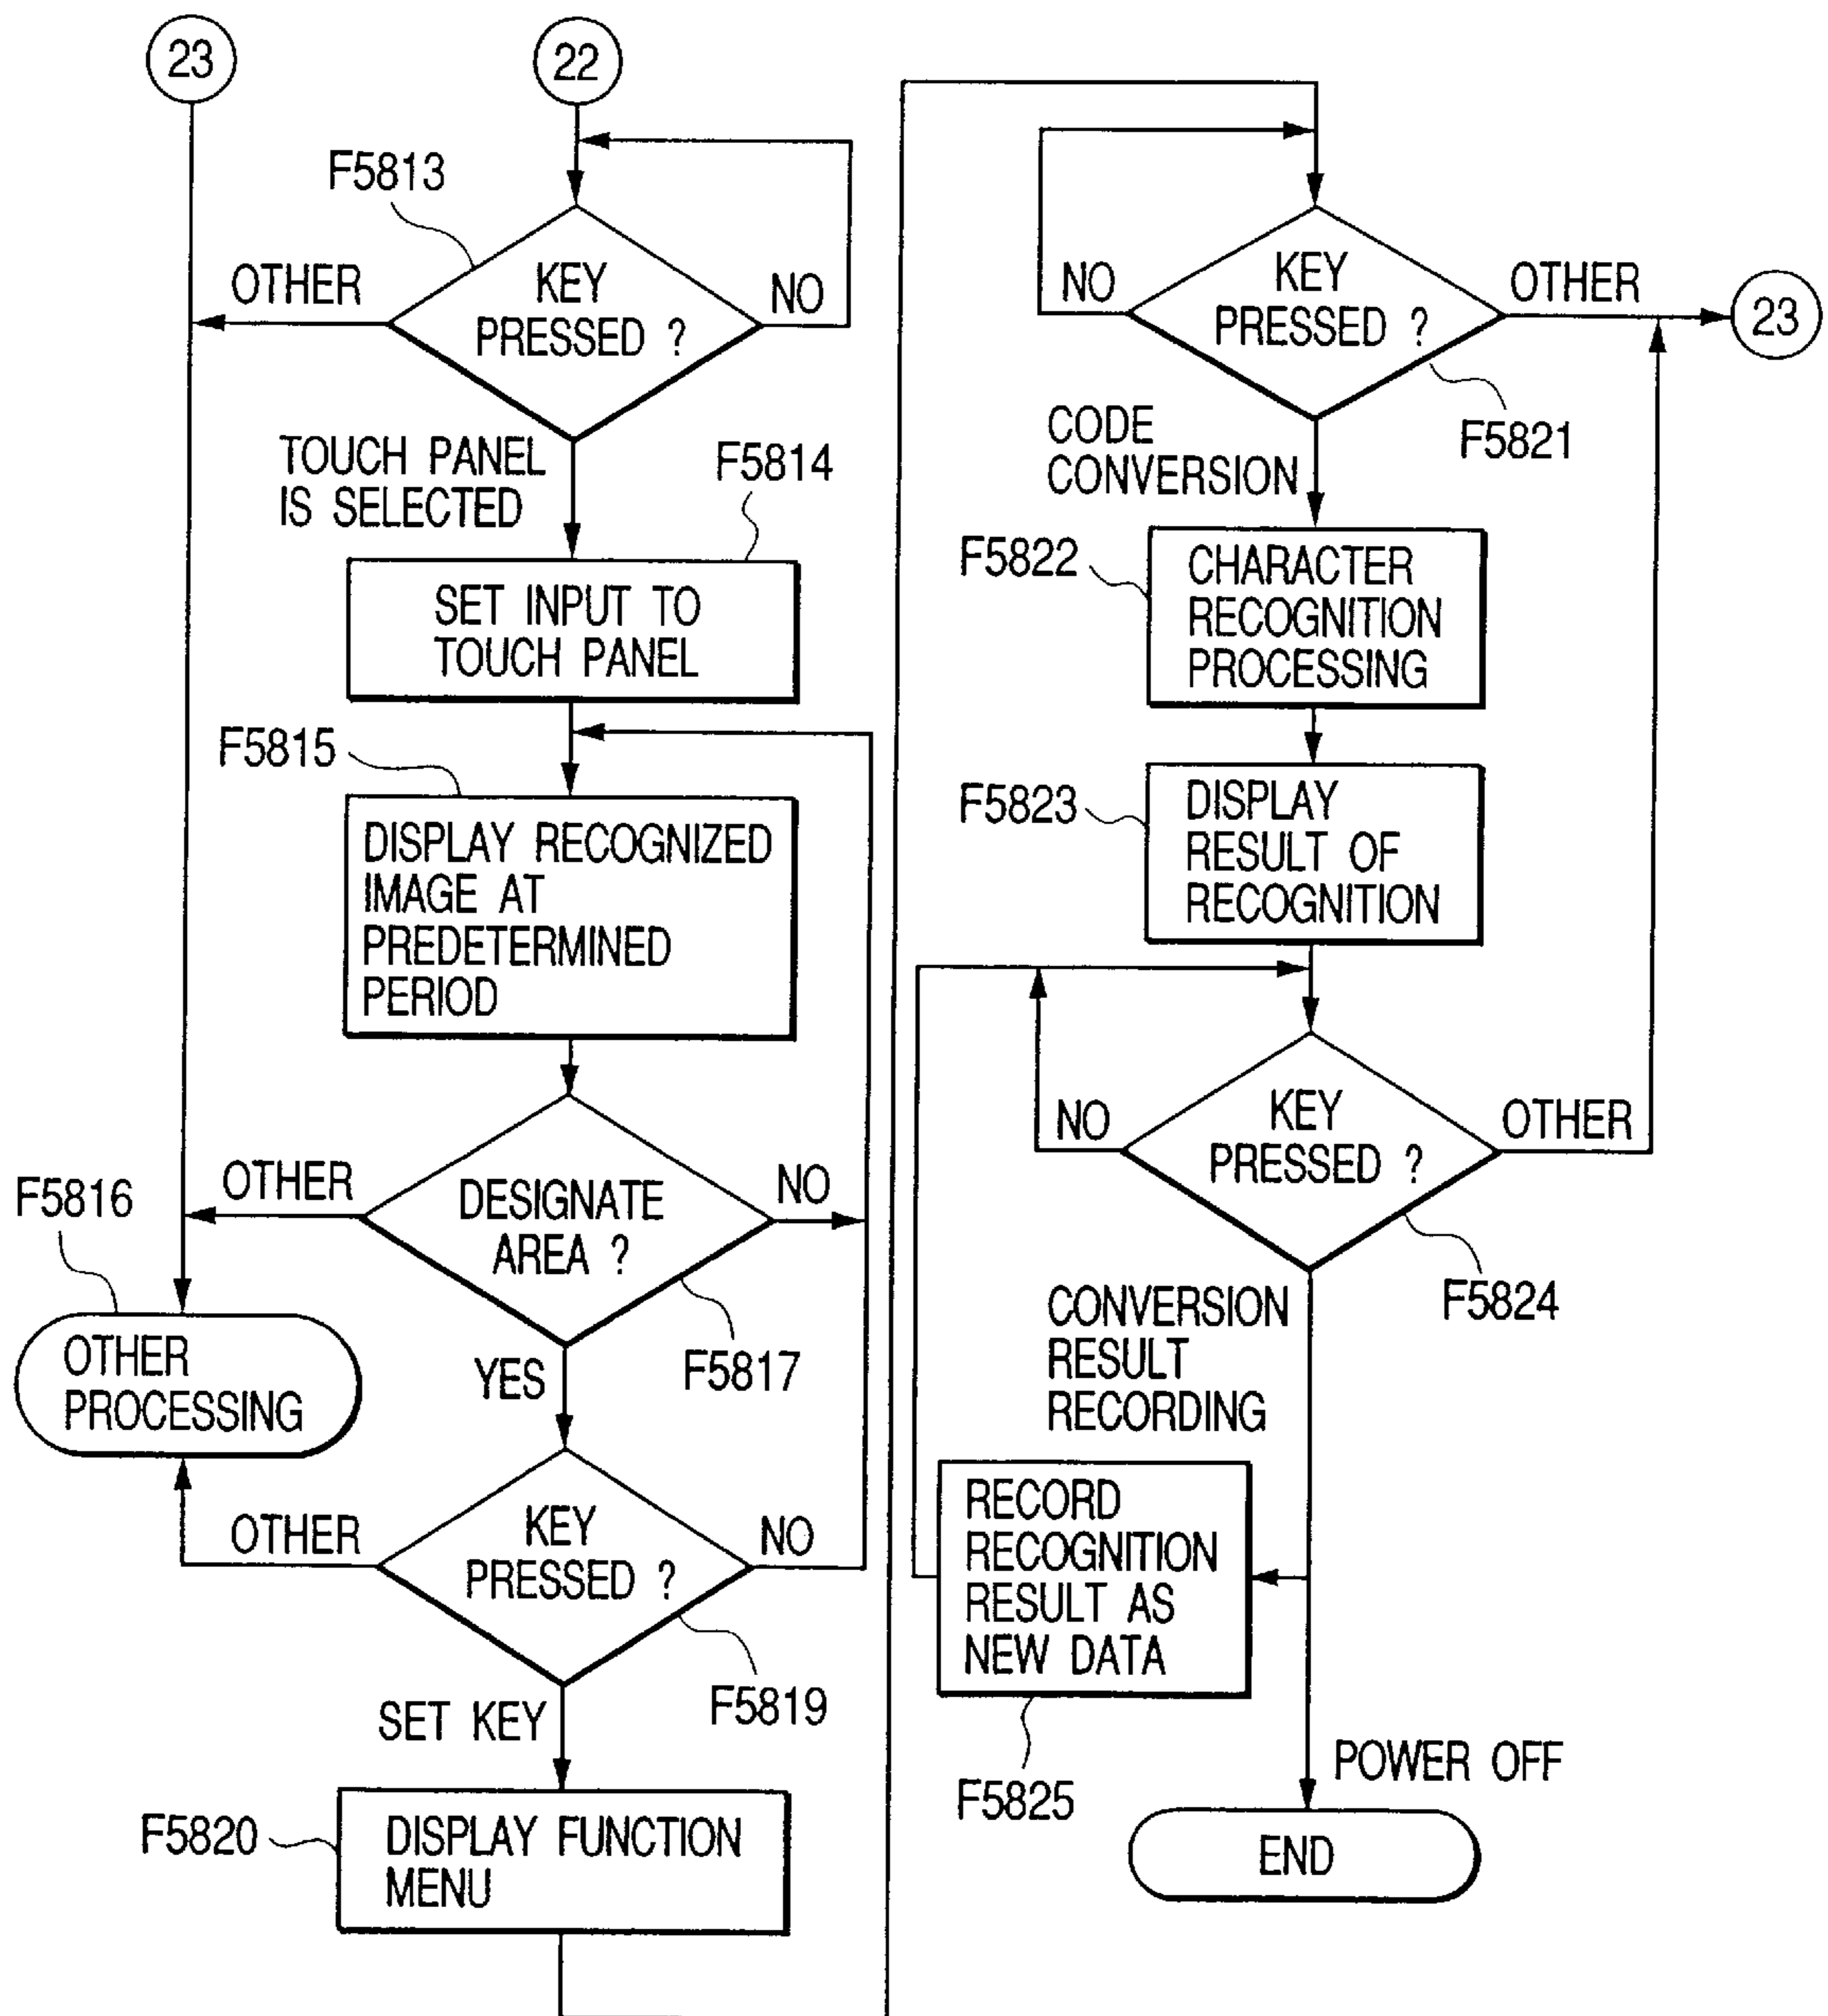 23
22
F5813
OTHER
KEY
PRESSED ?
NO
TOUCH PANEL
IS SELECTED
F5814
SET INPUT TO
TOUCH PANEL
F5815
DISPLAY RECOGNIZED
IMAGE AT
PREDETERMINED
PERIOD
F5816
OTHER
DESIGNATE
AREA ?
NO
OTHER
PROCESSING
YES
F5817
OTHER
KEY
PRESSED ?
NO
SET KEY
F5819
F5820
DISPLAY FUNCTION
MENU
NO
KEY
PRESSED ?
OTHER
23
CODE
CONVERSION
F5821
F5822
CHARACTER
RECOGNITION
PROCESSING
F5823
DISPLAY
RESULT OF
RECOGNITION
NO
KEY
PRESSED ?
OTHER
CONVERSION
RESULT
RECORDING
F5824
RECORD
RECOGNITION
RESULT AS
NEW DATA
F5825
POWER OFF
END